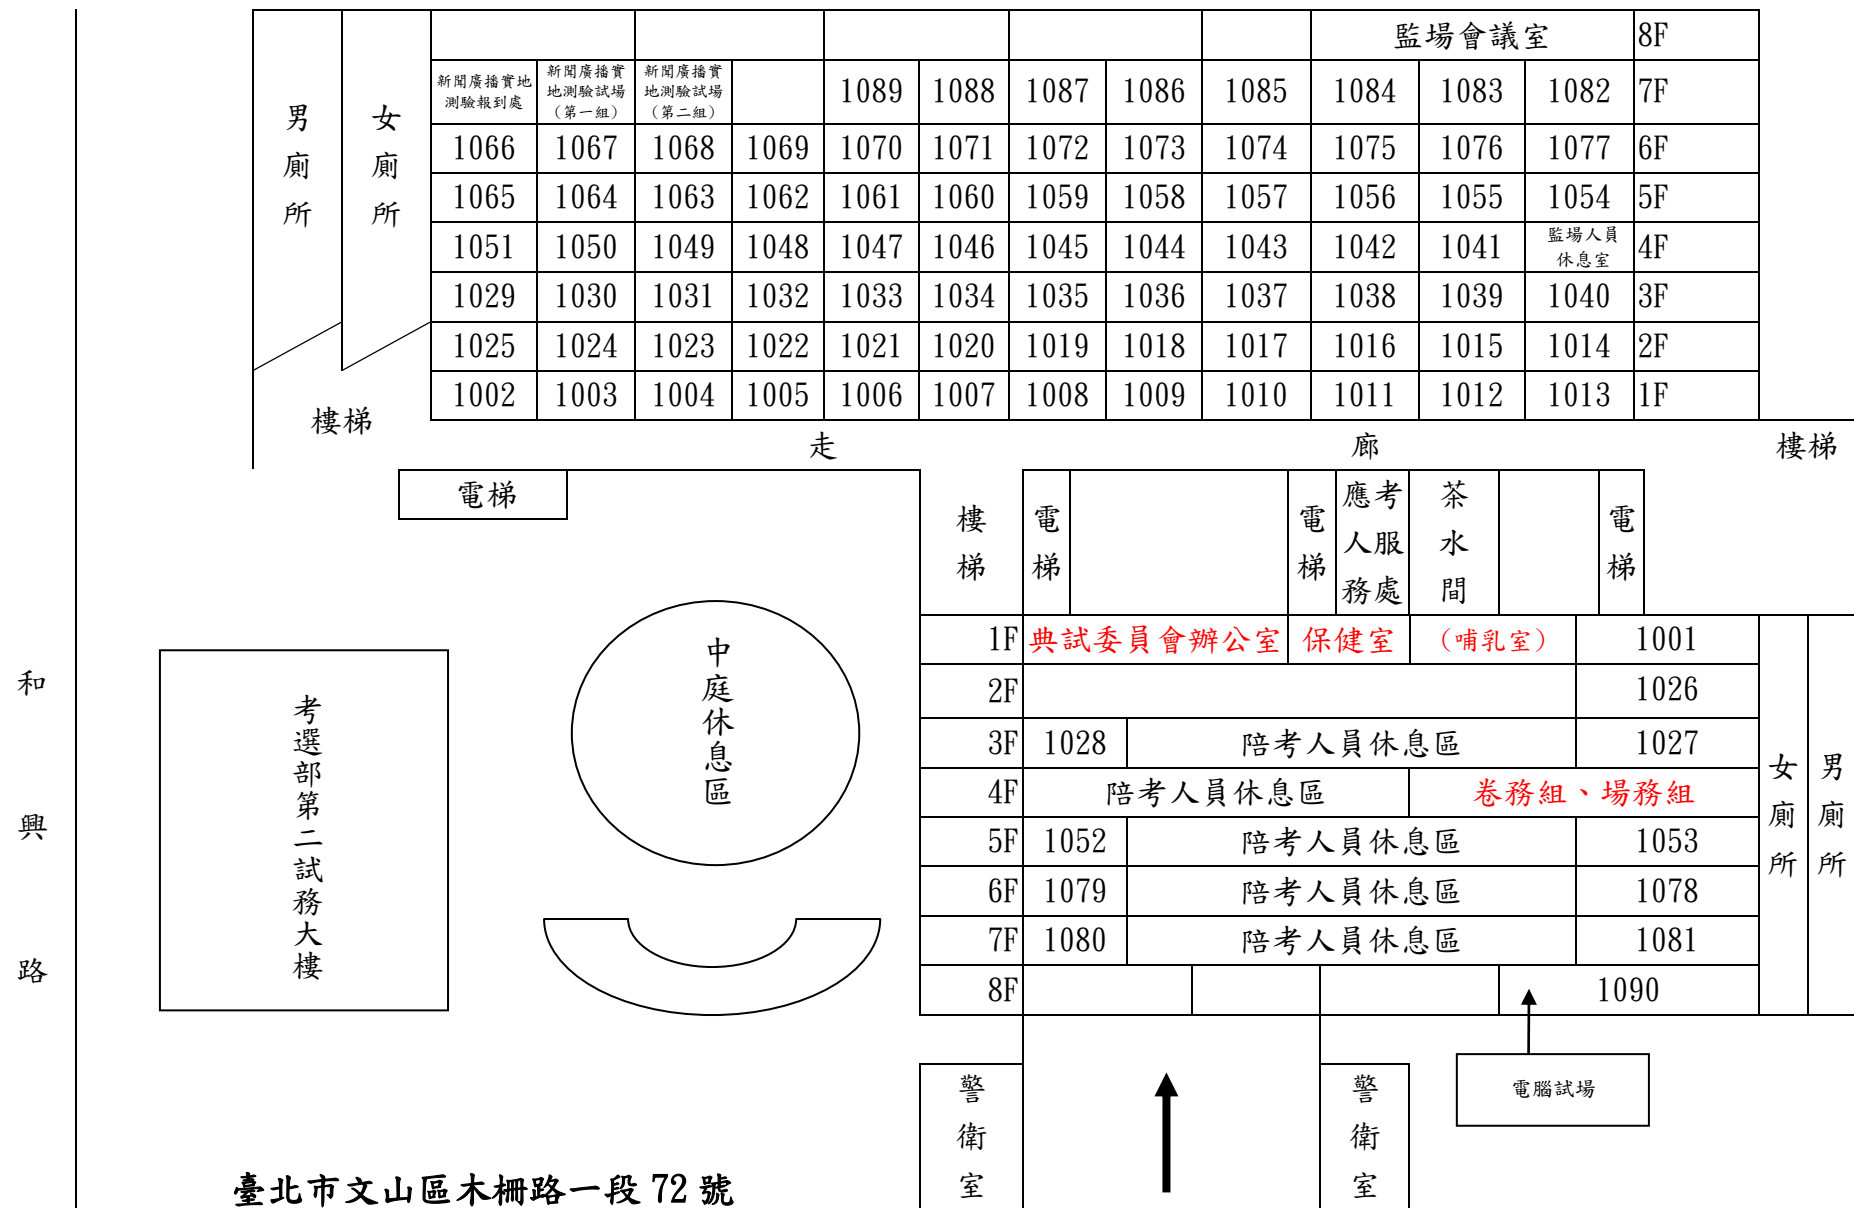 監場會議室 8F
新聞廣播實地
測驗報到處
新聞廣播實
地測驗試場
(第一組)
新聞廣播實
地測驗試場
(第二組)
1089 1088 1087 1086 1085 1084 1083 1082 7F
男廁所
女廁所
1066 1067 1068 1069 1070 1071 1072 1073 1074 1075 1076 1077 6F
1065 1064 1063 1062 1061 1060 1059 1058 1057 1056 1055 1054 5F
1051 1050 1049 1048 1047 1046 1045 1044 1043 1042 1041
監場人員
休息室
4F
1029 1030 1031 1032 1033 1034 1035 1036 1037 1038 1039 1040 3F
1025 1024 1023 1022 1021 1020 1019 1018 1017 1016 1015 1014 2F
1002 1003 1004 1005 1006 1007 1008 1009 1010 1011 1012 1013 1F
樓梯
走 廊
樓梯
電梯
樓梯
電梯
電梯
應考
人服
務處
茶水間
電梯
1F 典試委員會辦公室 保健室 (哺乳室) 1001
2F 1026
3F 1028 陪考人員休息區 1027
4F 陪考人員休息區 卷務組、場務組
5F 1052 陪考人員休息區 1053
6F 1079 陪考人員休息區 1078
7F 1080 陪考人員休息區 1081
8F 1090
女廁所
男廁所
中庭休息區
考選部第二試務大樓
和興路
電腦試場
警衛室
警衛室
臺北市文山區木柵路一段 72 號